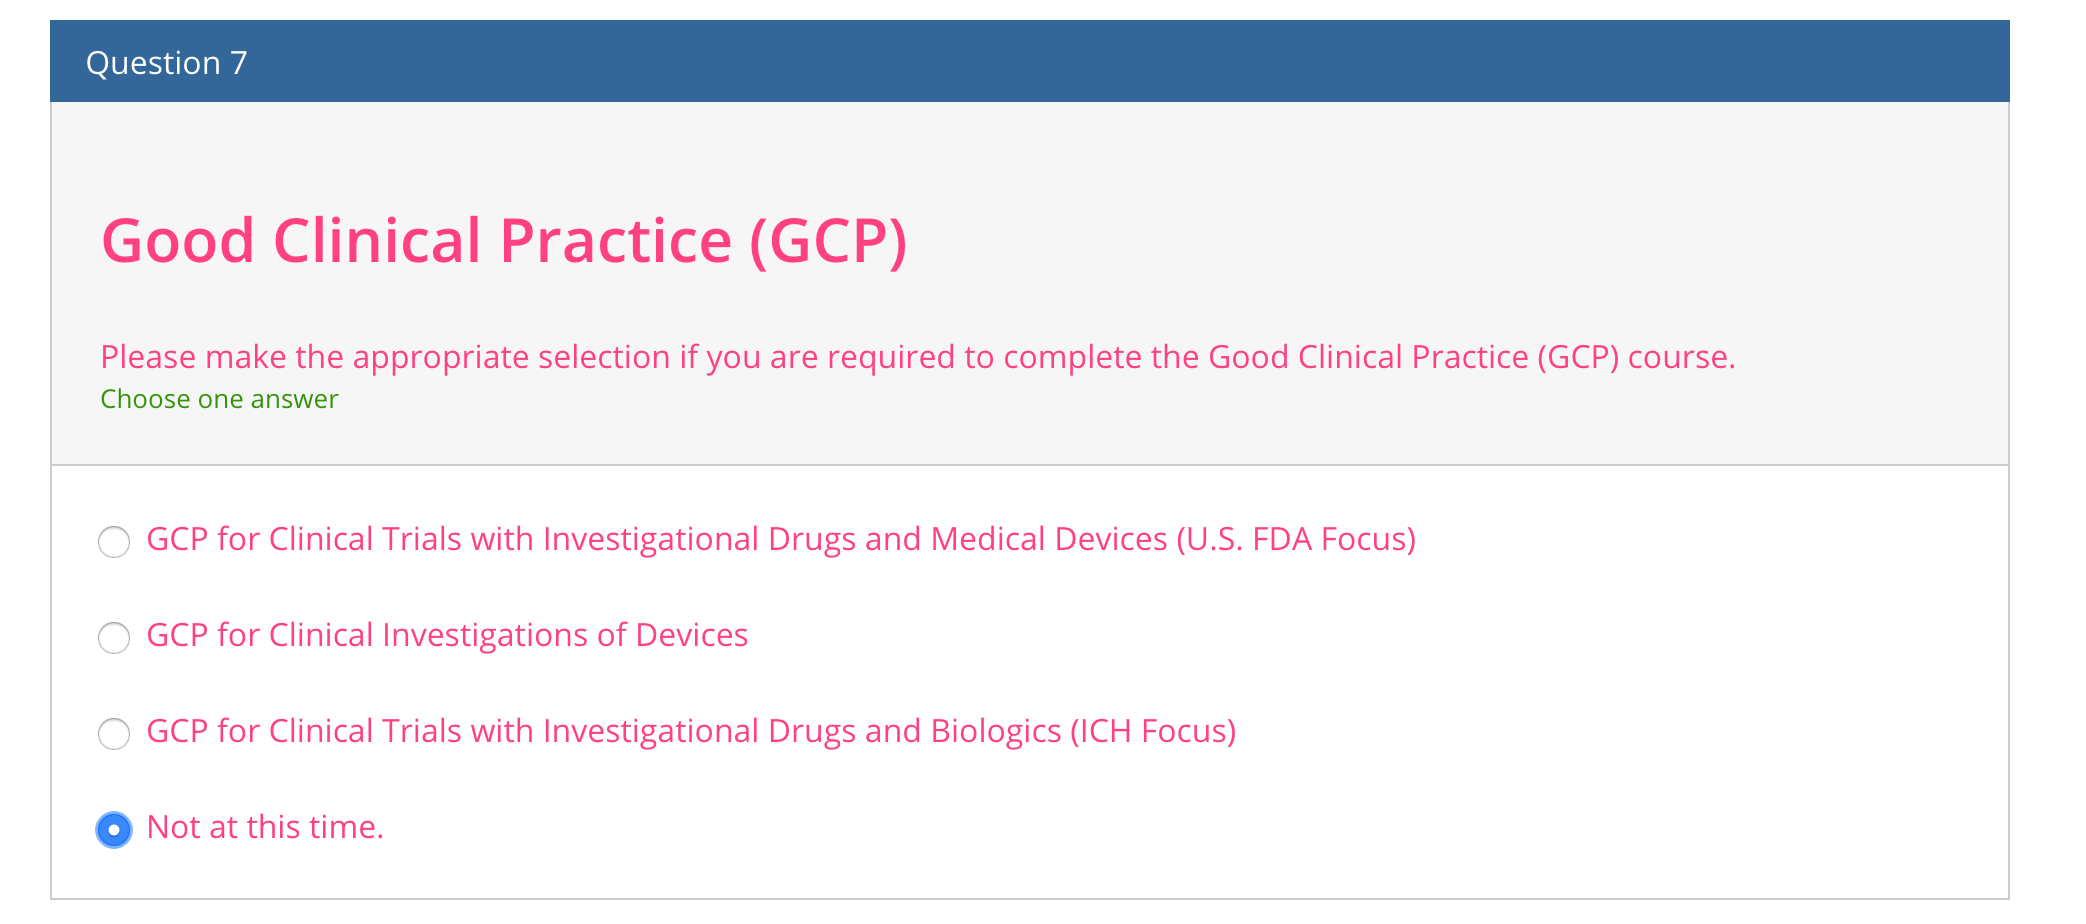 Question 7
Good Clinical Practice (GCP)
Please make the appropriate selection if you are required to complete the Good Clinical Practice (GCP) course.
Choose one answer
GCP for Clinical Trials with Investigational Drugs and Medical Devices (U.S. FDA Focus)
GCP for Clinical Investigations of Devices
GCP for Clinical Trials with Investigational Drugs and Biologics (ICH Focus)
Not at this time.